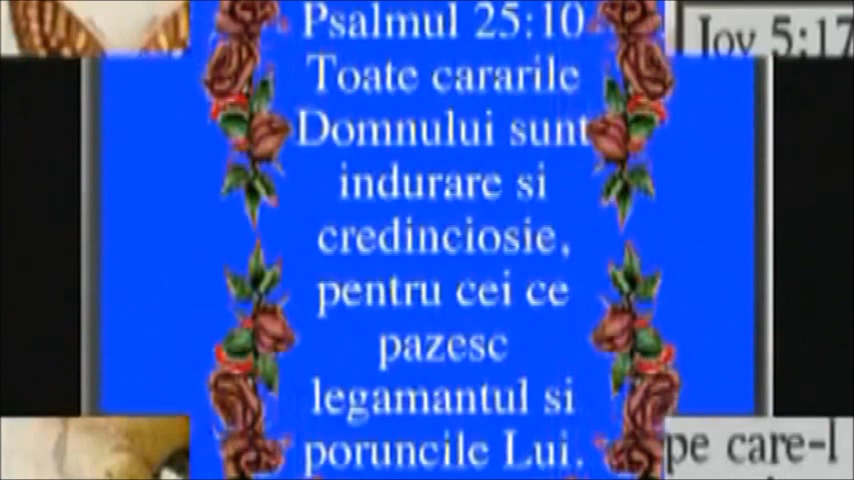 Psalmul 25:10
Toate cararile
Domnului sunt
indurare si
credinciosie,
pentru cei ce
pazesc
legamantul si
poruncile Lui.
Iov 5:17
pe care-l